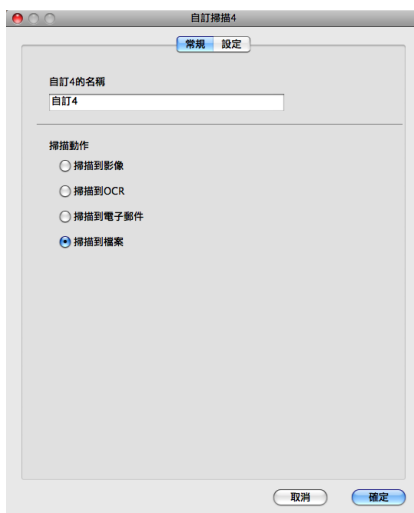 自訂掃描4
常規 設定
自訂4的名稱
自訂4
掃描動作
掃描到影像
掃描到OCR
掃描到電子郵件
掃描到檔案
取消 確定